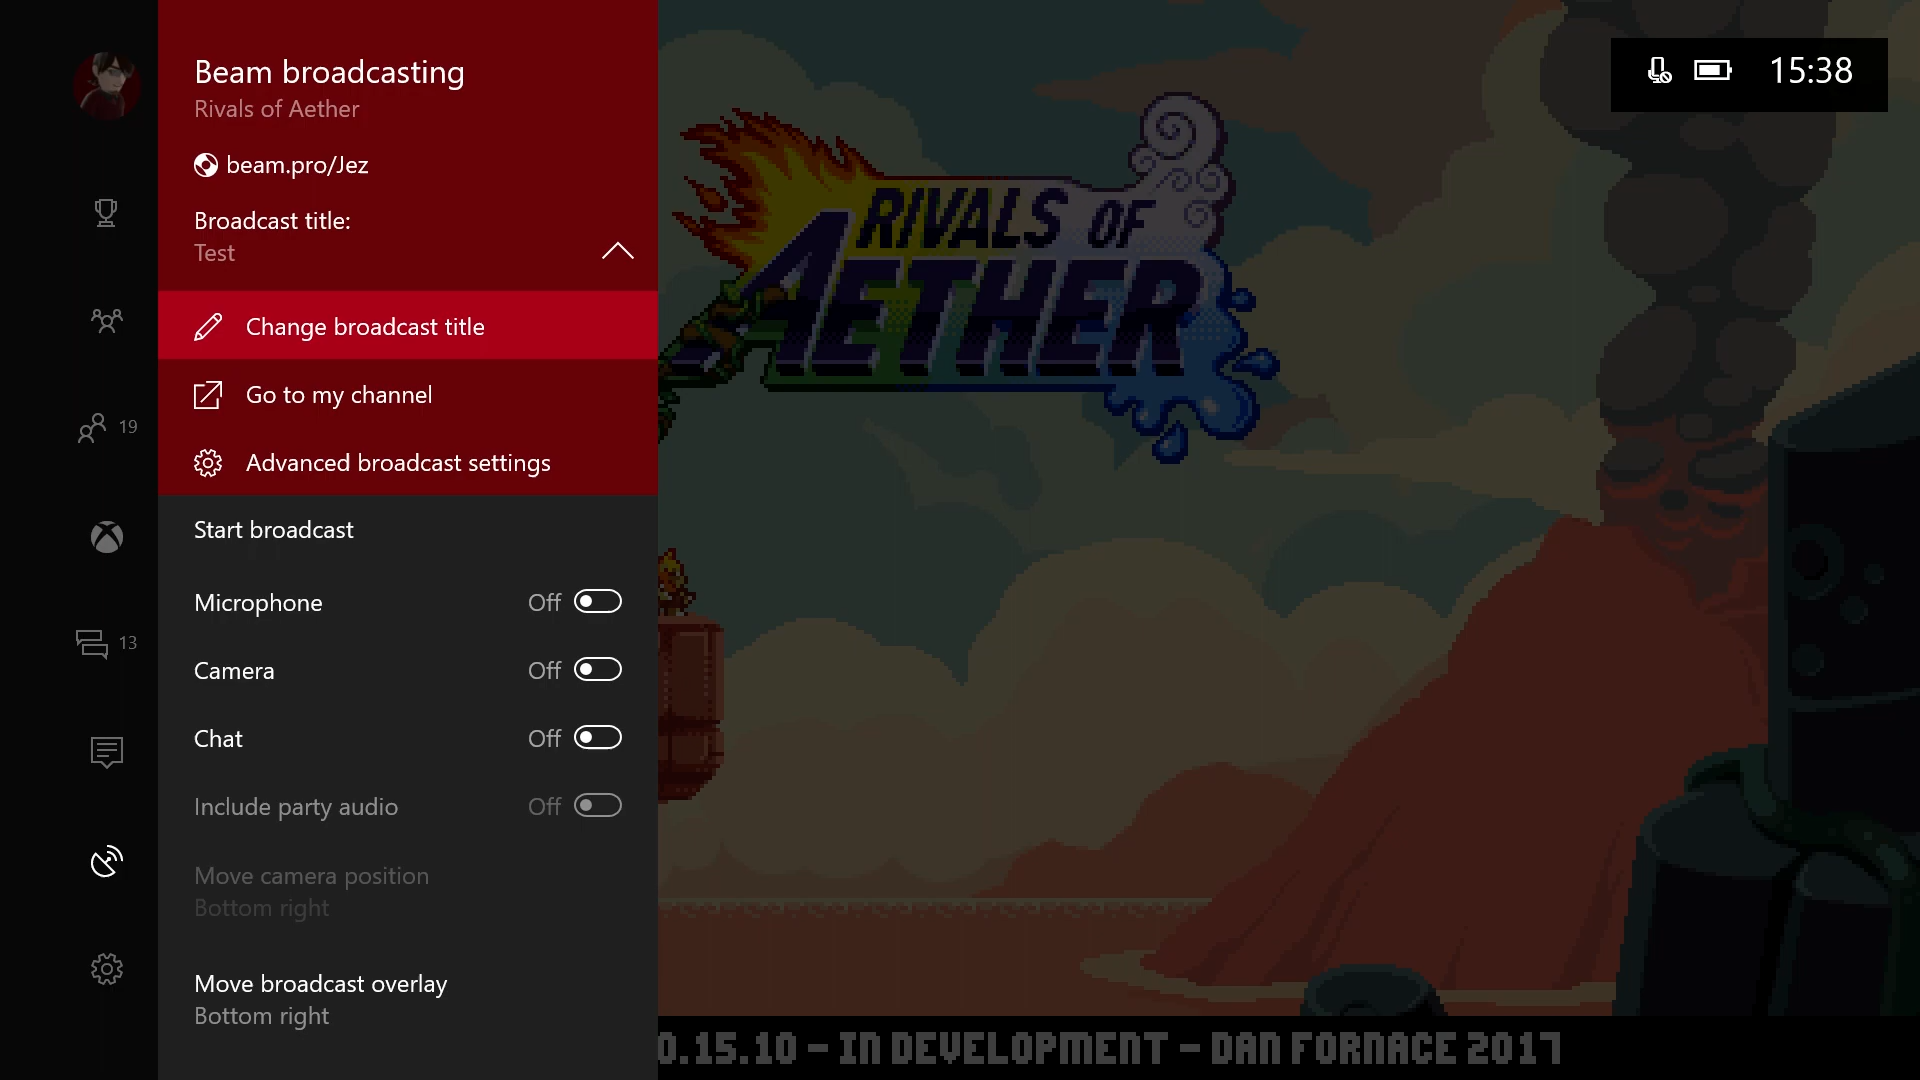 Beam broadcasting
Rivals of Aether
beam.pro/Jez
Broadcast title:
Test
Change broadcast title
Go to my channel
Advanced broadcast settings
Start broadcast
Microphone Off
Camera Off
Chat Off
Include party audio Off
Move camera position
Bottom right
Move broadcast overlay
Bottom right
19
13
15:38
RIVALS OF
AETHER
0.15.10 - IN DEVELOPMENT - DAN FORNACE 2017